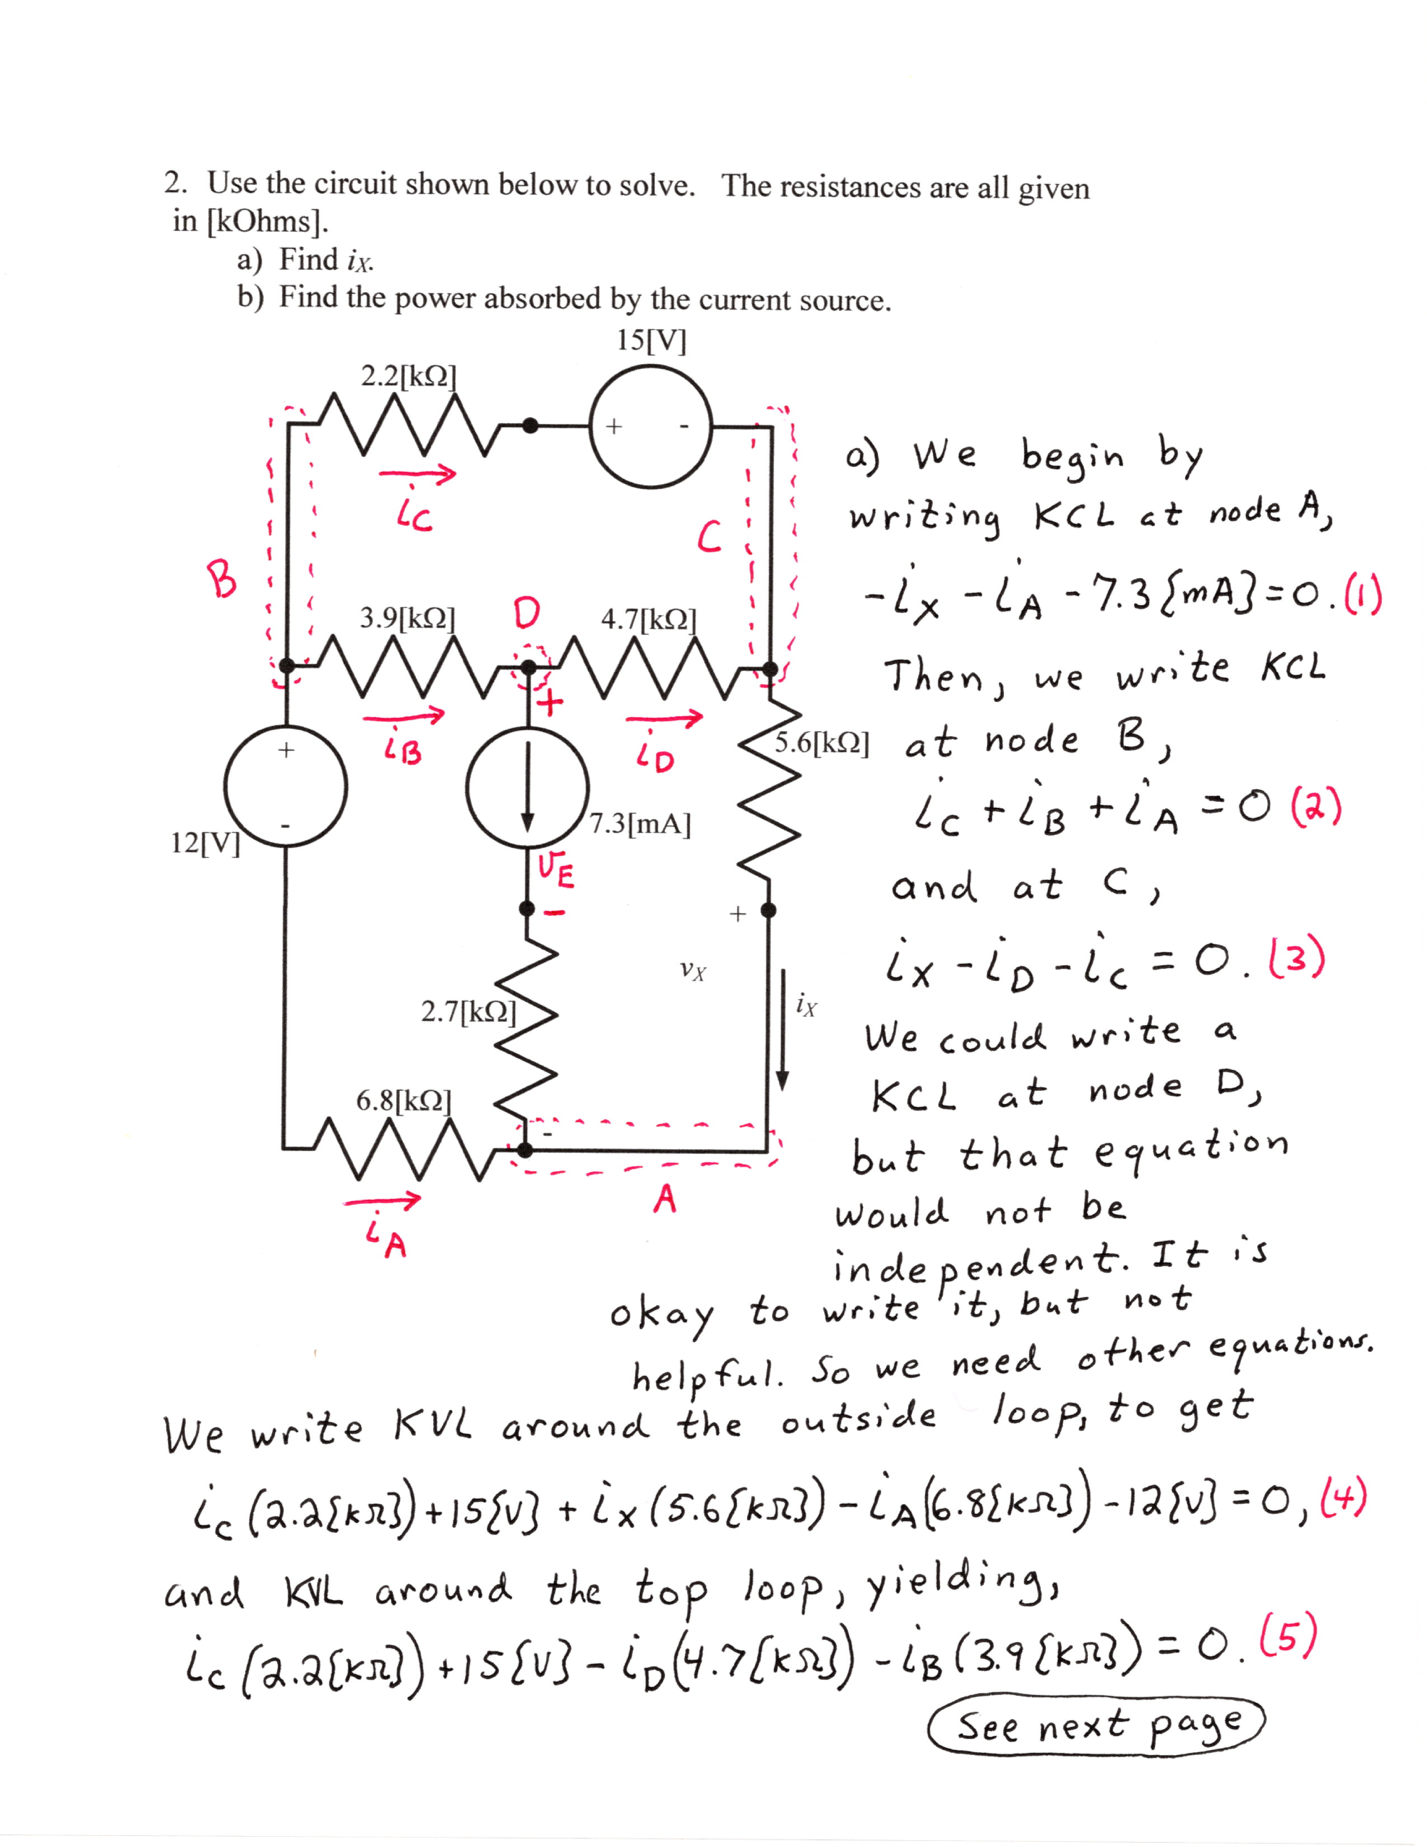 2. Use the circuit shown below to solve. The resistances are all given
in [kOhms].
a) Find iX.
b) Find the power absorbed by the current source.
15[V]
2.2[kΩ]
+ -
iC
C
B
3.9[kΩ]
D
4.7[kΩ]
+
iB
iD
5.6[kΩ]
+
-
12[V]
7.3[mA]
vE
-
+
vX
iX
2.7[kΩ]
6.8[kΩ]
-
A
iA
a) We begin by
writing KCL at node A,
-iX - iA - 7.3[mA] = 0. (1)
Then, we write KCL
at node B,
iC + iB + iA = 0 (2)
and at C,
iX - iD - iC = 0. (3)
We could write a
KCL at node D,
but that equation
would not be
independent. It is
okay to write it, but not
helpful. So we need other equations.
We write KVL around the outside loop, to get
iC (2.2[kΩ]) + 15[V] + iX (5.6[kΩ]) - iA (6.8[kΩ]) - 12[V] = 0, (4)
and KVL around the top loop, yielding,
iC (2.2[kΩ]) + 15[V] - iD (4.7[kΩ]) - iB (3.9[kΩ]) = 0. (5)
See next page